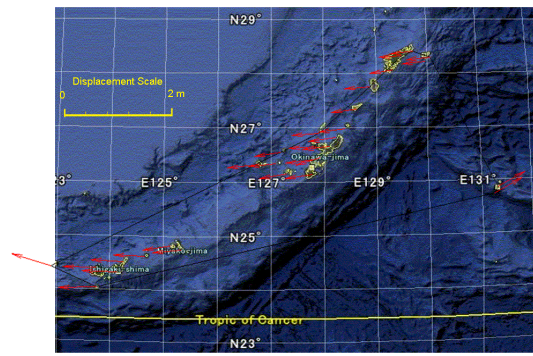 N29°
Displacement Scale
0 2 m
N27°
Okinawa-jima
23° E125° E127° E129° E131°
N25°
Miyakojima
Ishigaki-shima
Tropic of Cancer
N23°